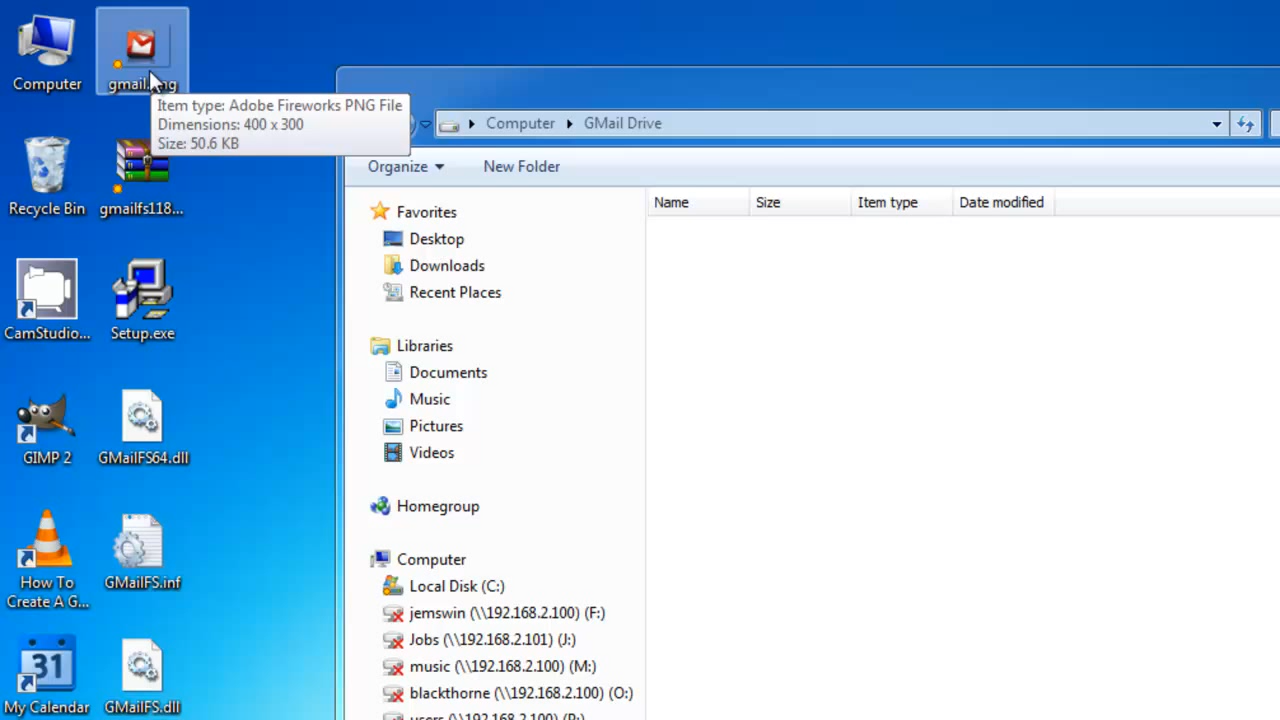 Computer
gmail.png
Item type: Adobe Fireworks PNG File
Dimensions: 400 x 300
Size: 50.6 KB
Recycle Bin
gmailfs118...
CamStudio...
Setup.exe
GIMP 2
GMailFS64.dll
How To
Create A G...
GMailFS.inf
31
My Calendar
GMailFS.dll
Computer
GMail Drive
Organize
New Folder
Name
Size
Item type
Date modified
Favorites
Desktop
Downloads
Recent Places
Libraries
Documents
Music
Pictures
Videos
Homegroup
Computer
Local Disk (C:)
jemswin (\\192.168.2.100) (F:)
Jobs (\\192.168.2.101) (J:)
music (\\192.168.2.100) (M:)
blackthorne (\\192.168.2.100) (O:)